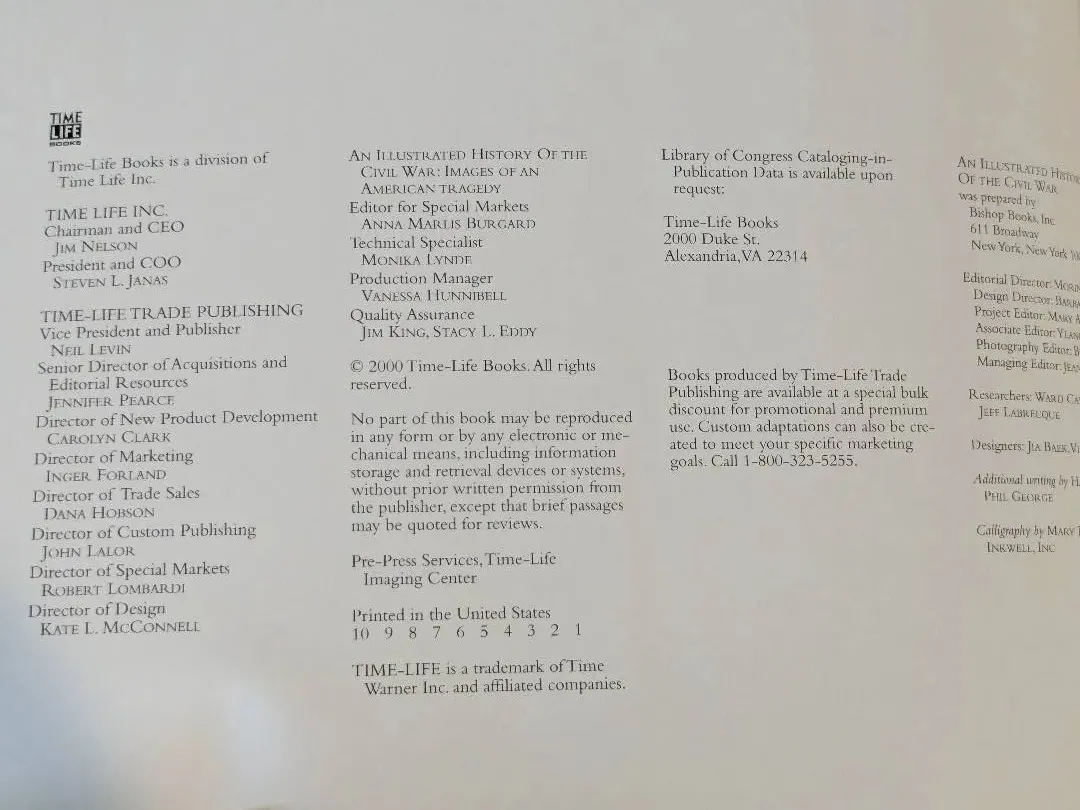 TIME
LIFE
BOOKS
Time-Life Books is a division of
Time Life Inc.
TIME LIFE INC.
Chairman and CEO
JIM NELSON
President and COO
STEVEN L. JANAS
TIME-LIFE TRADE PUBLISHING
Vice President and Publisher
NEIL LEVIN
Senior Director of Acquisitions and
Editorial Resources
JENNIFER PEARCE
Director of New Product Development
CAROLYN CLARK
Director of Marketing
INGER FORLAND
Director of Trade Sales
DANA HOBSON
Director of Custom Publishing
JOHN LALOR
Director of Special Markets
ROBERT LOMBARDI
Director of Design
KATE L. MCCONNELL
AN ILLUSTRATED HISTORY OF THE
CIVIL WAR: IMAGES OF AN
AMERICAN TRAGEDY
Editor for Special Markets
ANNA MARLIS BURGARD
Technical Specialist
MONIKA LYNDE
Production Manager
VANESSA HUNNIBELL
Quality Assurance
JIM KING, STACY L. EDDY
© 2000 Time-Life Books. All rights
reserved.
No part of this book may be reproduced
in any form or by any electronic or me-
chanical means, including information
storage and retrieval devices or systems,
without prior written permission from
the publisher, except that brief passages
may be quoted for reviews.
Pre-Press Services, Time-Life
Imaging Center
Printed in the United States
10 9 8 7 6 5 4 3 2 1
TIME-LIFE is a trademark of Time
Warner Inc. and affiliated companies.
Library of Congress Cataloging-in-
Publication Data is available upon
request:
Time-Life Books
2000 Duke St.
Alexandria, VA 22314
Books produced by Time-Life Trade
Publishing are available at a special bulk
discount for promotional and premium
use. Custom adaptations can also be cre-
ated to meet your specific marketing
goals. Call 1-800-323-5255.
AN ILLUSTRATED
OF THE CIVIL WAR
was prepared by
Bishop Books, Inc.
611 Broadway
New York, New York
Editorial Director:
Design Director:
Project Editor: MARY
Associate Editor:
Photography Editor:
Managing Editor:
Researchers: WARD
JEFF LABRECQUE
Designers: JIA BAEK,
Additional writing by
PHIL GEORGE
Calligraphy by MARY
INKWELL, INC